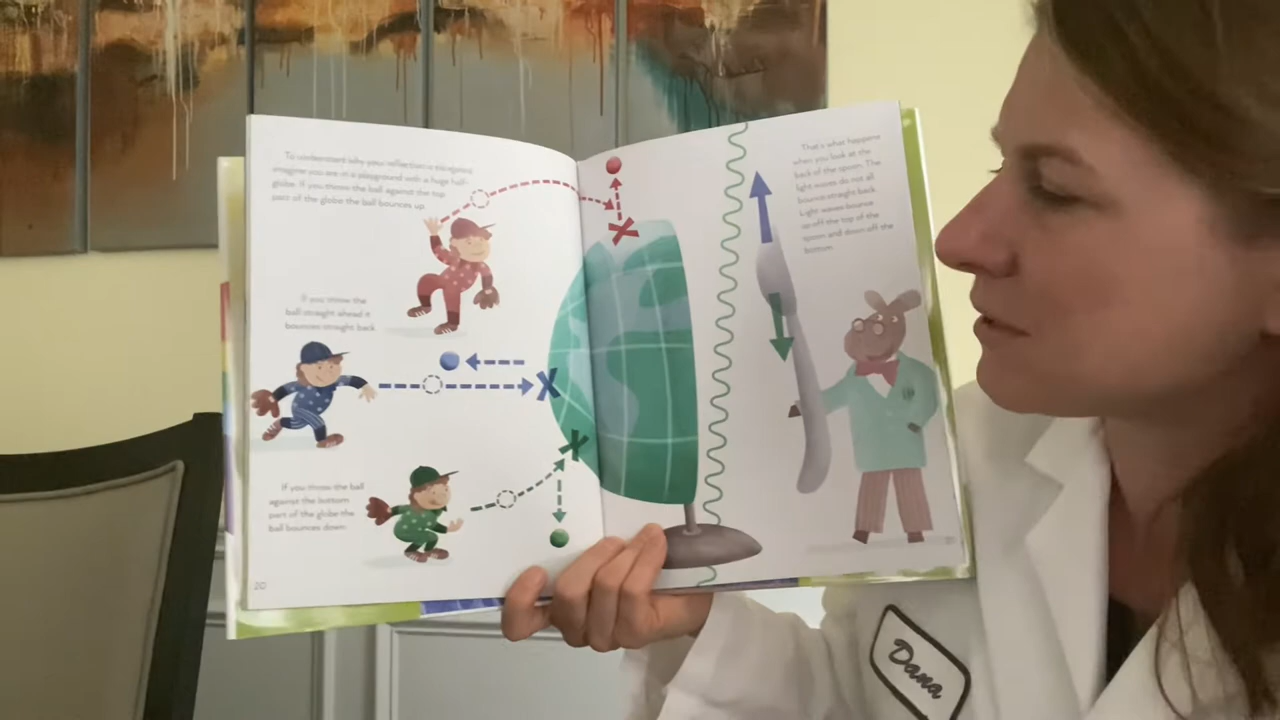 To understand why your reflection is
imagine you are in a playground with a huge half-
globe. If you throw the ball against the top
part of the globe the ball bounces up.
If you throw the
ball straight ahead it
bounces straight back
If you throw the ball
against the bottom
part of the globe the
ball bounces down.
20
That's what happens
when you look at the
back of the spoon. The
light waves do not all
bounce straight back.
Light waves bounce
up off the top of the
spoon and down off the
bottom.
Dana